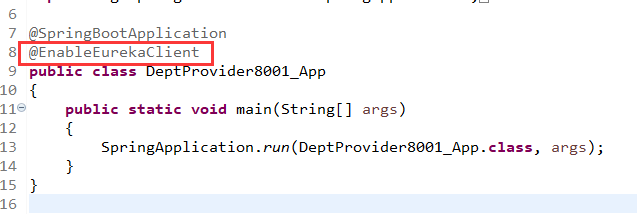 6
7 @SpringBootApplication
8 @EnableEurekaClient
9 public class DeptProvider8001_App
10 {
11 public static void main(String[] args)
12 {
13 SpringApplication.run(DeptProvider8001_App.class, args);
14 }
15 }
16